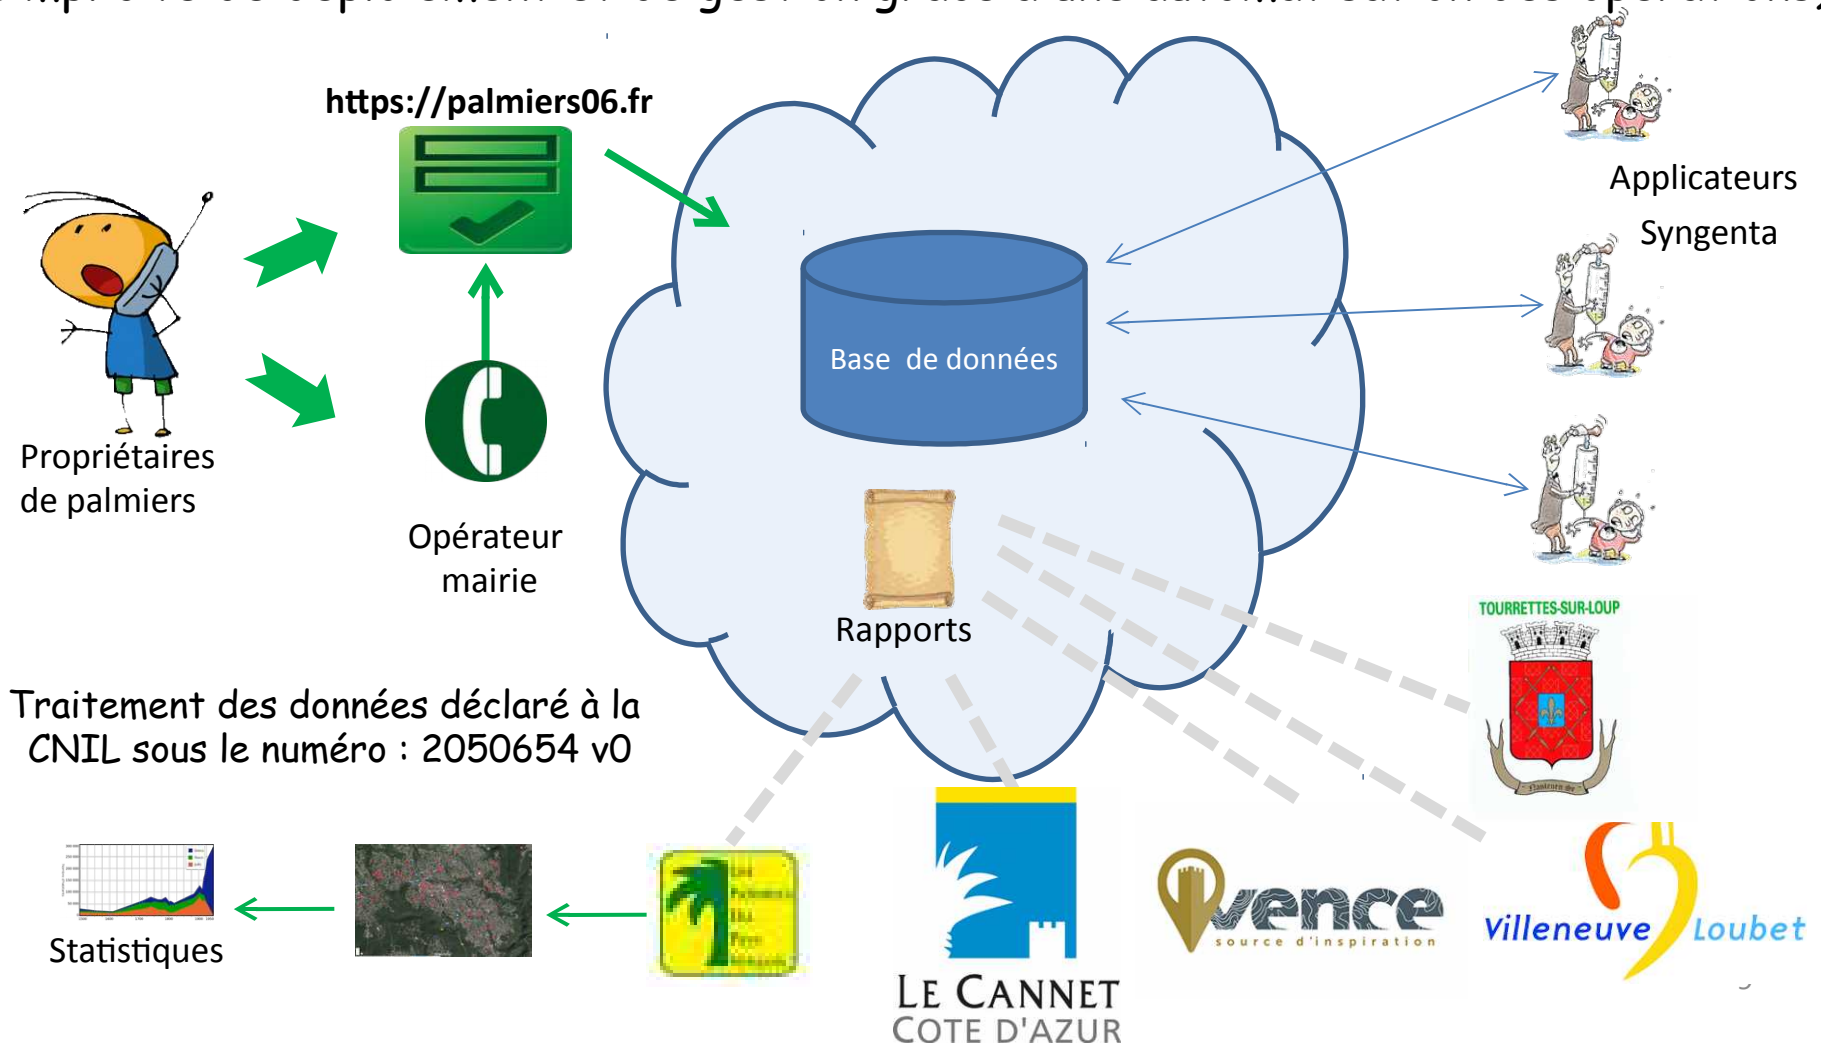 https://palmiers06.fr
Applicateurs
Syngenta
Base de données
Propriétaires
de palmiers
Opérateur
mairie
Rapports
TOURRETTES-SUR-LOUP
Traitement des données déclaré à la
CNIL sous le numéro : 2050654 v0
Statistiques
LE CANNET
COTE D'AZUR
vence
source d'inspiration
Villeneuve Loubet